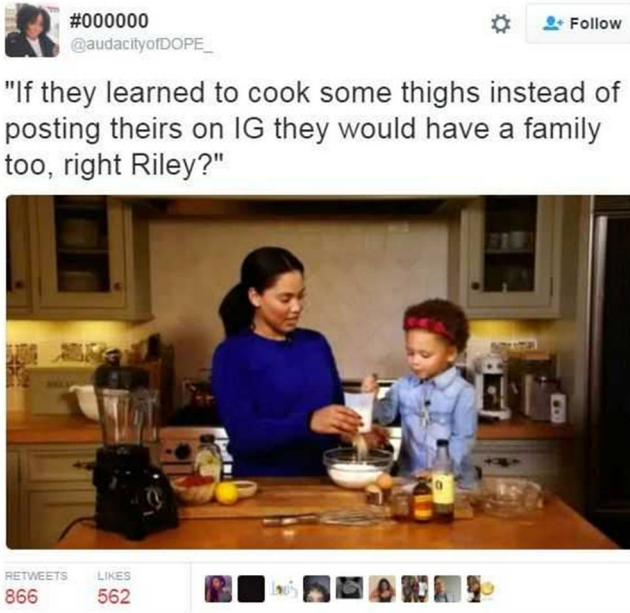 #000000
@audacityofDOPE_
Follow
"If they learned to cook some thighs instead of
posting theirs on IG they would have a family
too, right Riley?"
RETWEETS LIKES
866 562